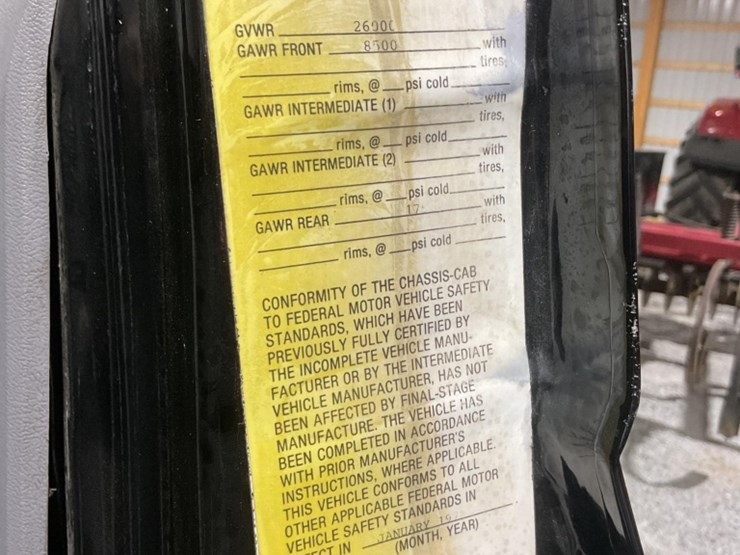 GVWR 26000
GAWR FRONT 8500 with
tires,
rims, @ psi cold
GAWR INTERMEDIATE (1) with
tires,
rims, @ psi cold
GAWR INTERMEDIATE (2) with
tires,
rims, @ psi cold
GAWR REAR with
tires,
rims, @ psi cold
CONFORMITY OF THE CHASSIS-CAB
TO FEDERAL MOTOR VEHICLE SAFETY
STANDARDS, WHICH HAVE BEEN
PREVIOUSLY FULLY CERTIFIED BY
THE INCOMPLETE VEHICLE MANU-
FACTURER OR BY THE INTERMEDIATE
VEHICLE MANUFACTURER, HAS NOT
BEEN AFFECTED BY FINAL-STAGE
MANUFACTURE. THE VEHICLE HAS
BEEN COMPLETED IN ACCORDANCE
WITH PRIOR MANUFACTURER'S
INSTRUCTIONS, WHERE APPLICABLE.
THIS VEHICLE CONFORMS TO ALL
OTHER APPLICABLE FEDERAL MOTOR
VEHICLE SAFETY STANDARDS IN
IN JANUARY
(MONTH, YEAR)